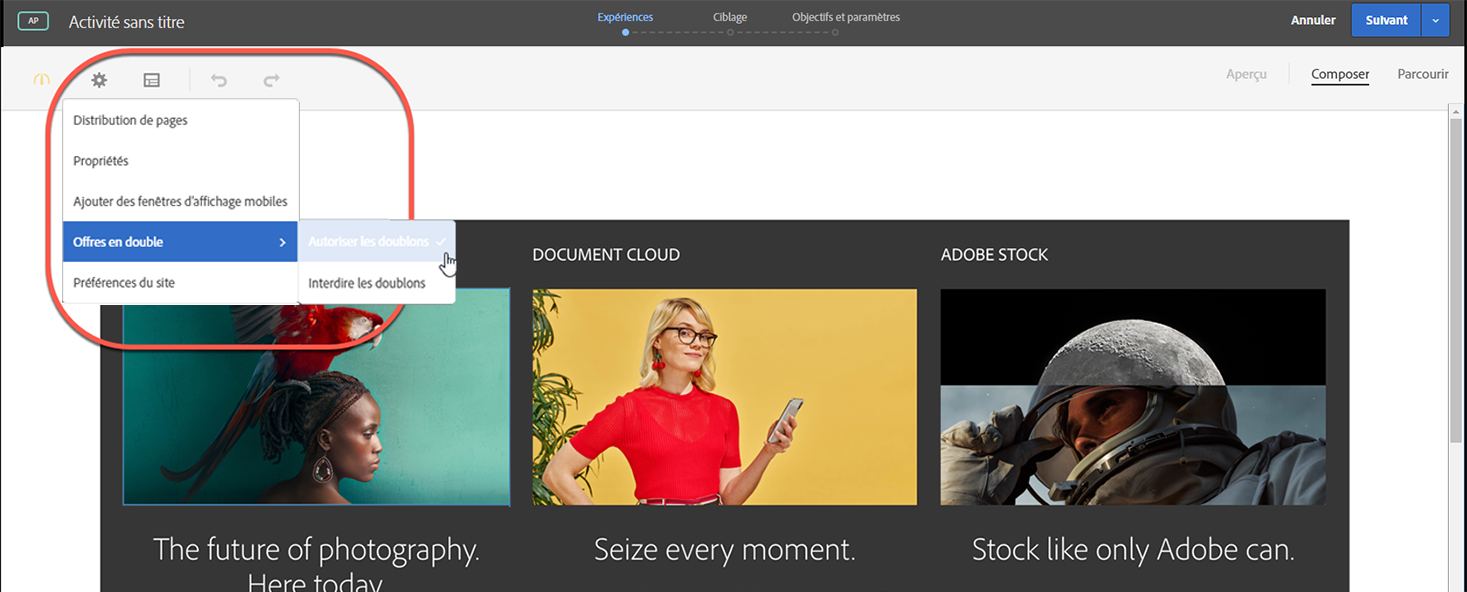 AP
Activité sans titre
Expériences
Ciblage
Objectifs et paramètres
Annuler
Suivant
Aperçu
Composer
Parcourir
Distribution de pages
Propriétés
Ajouter des fenêtres d'affichage mobiles
Offres en double
Autoriser les doublons
Préférences du site
Interdire les doublons
DOCUMENT CLOUD
ADOBE STOCK
The future of photography.
Here today
Seize every moment.
Stock like only Adobe can.